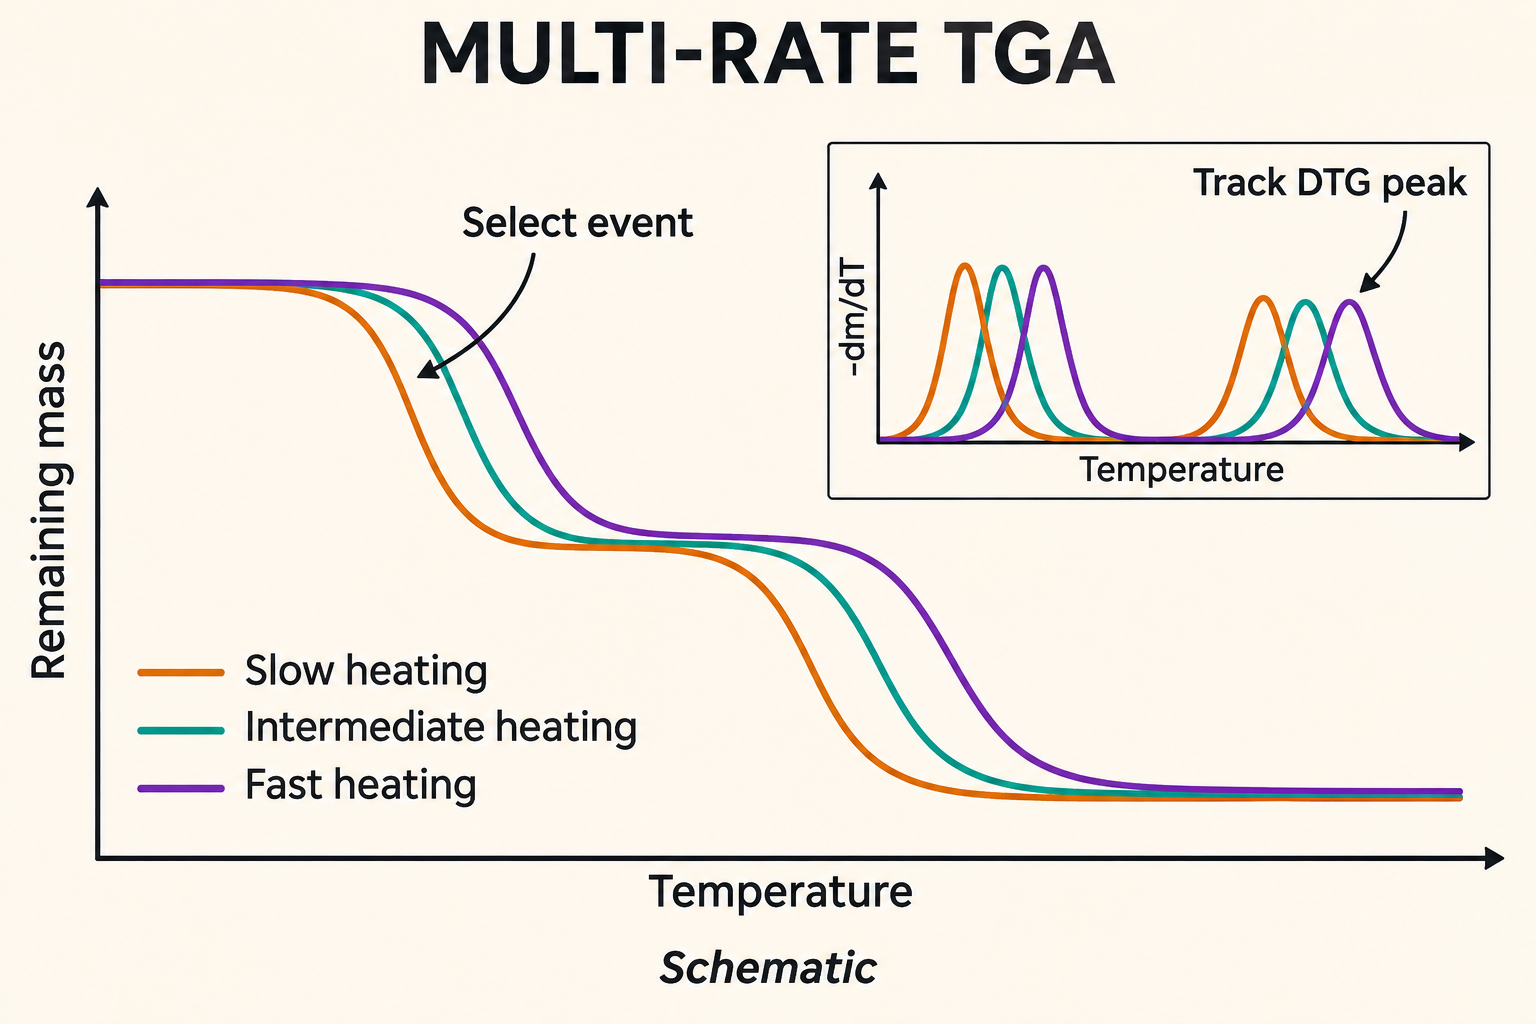 MULTI-RATE TGA
Select event
Track DTG peak
-dm/dT
Temperature
Remaining mass
Slow heating
Intermediate heating
Fast heating
Temperature
Schematic